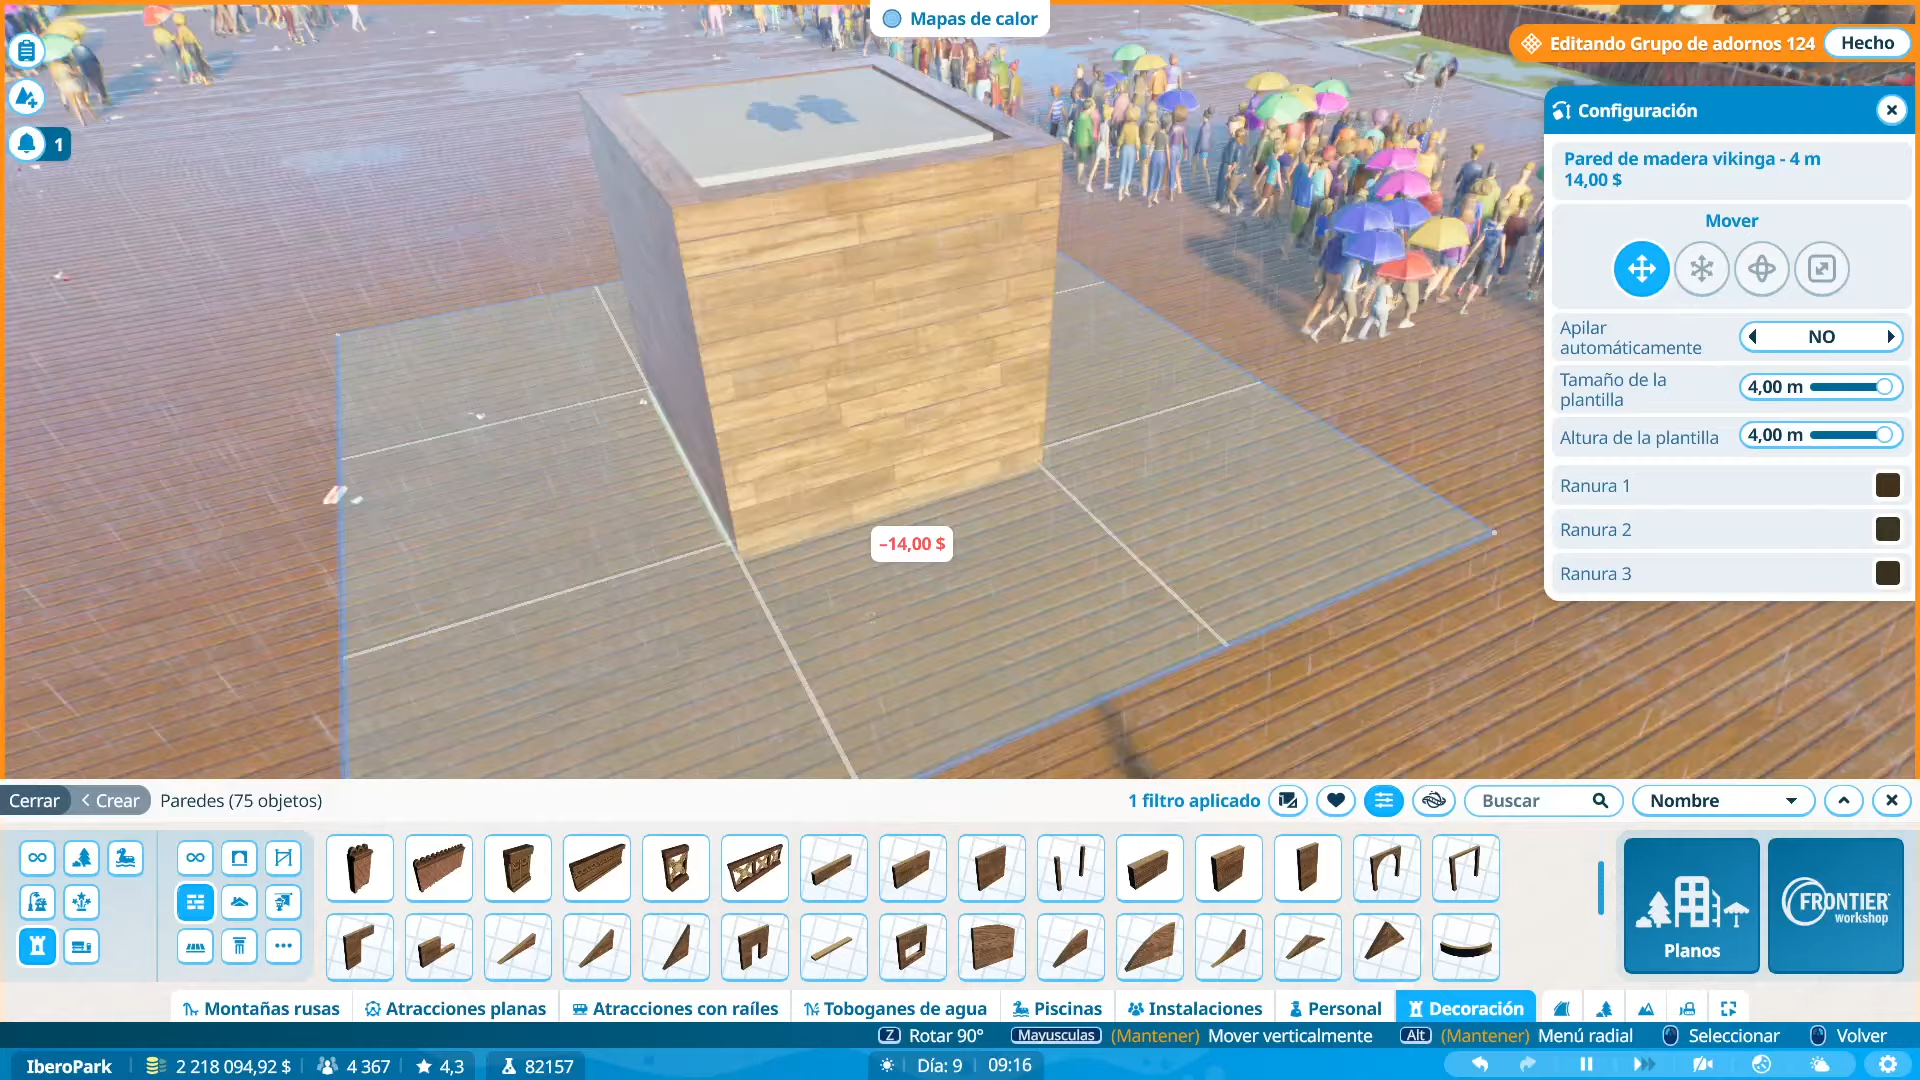 Mapas de calor
Editando Grupo de adornos 124
Hecho
1
Configuración
Pared de madera vikinga - 4 m
14,00 $
Mover
Apilar
automáticamente
NO
Tamaño de la
plantilla
4,00 m
Altura de la plantilla
4,00 m
Ranura 1
Ranura 2
Ranura 3
-14,00 $
Cerrar
Crear
Paredes (75 objetos)
1 filtro aplicado
Buscar
Nombre
Planos
FRONTIER
workshop
Montañas rusas
Atracciones planas
Atracciones con raíles
Toboganes de agua
Piscinas
Instalaciones
Personal
Decoración
Z Rotar 90°
Mayusculas (Mantener) Mover verticalmente
Alt (Mantener) Menú radial
Seleccionar
Volver
IberoPark
2 218 094,92 $
4 367
4,3
82157
Día: 9
09:16